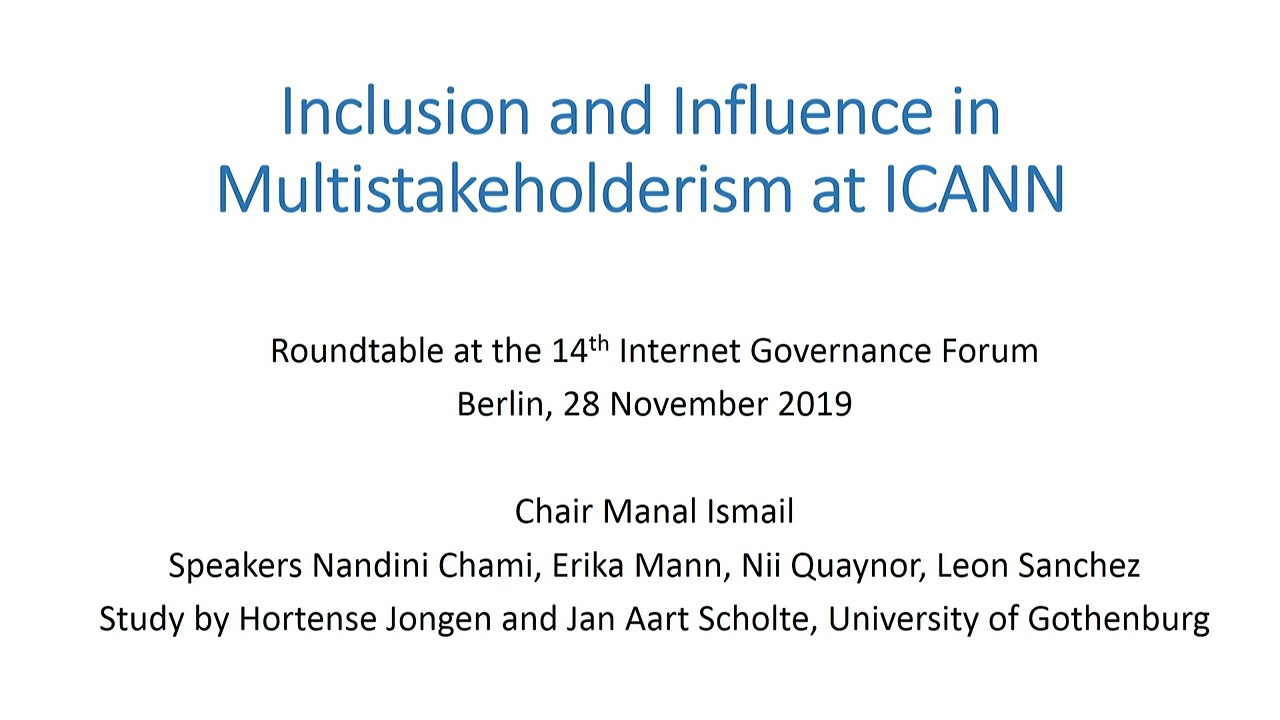 Inclusion and Influence in
Multistakeholderism at ICANN
Roundtable at the 14th Internet Governance Forum
Berlin, 28 November 2019
Chair Manal Ismail
Speakers Nandini Chami, Erika Mann, Nii Quaynor, Leon Sanchez
Study by Hortense Jongen and Jan Aart Scholte, University of Gothenburg